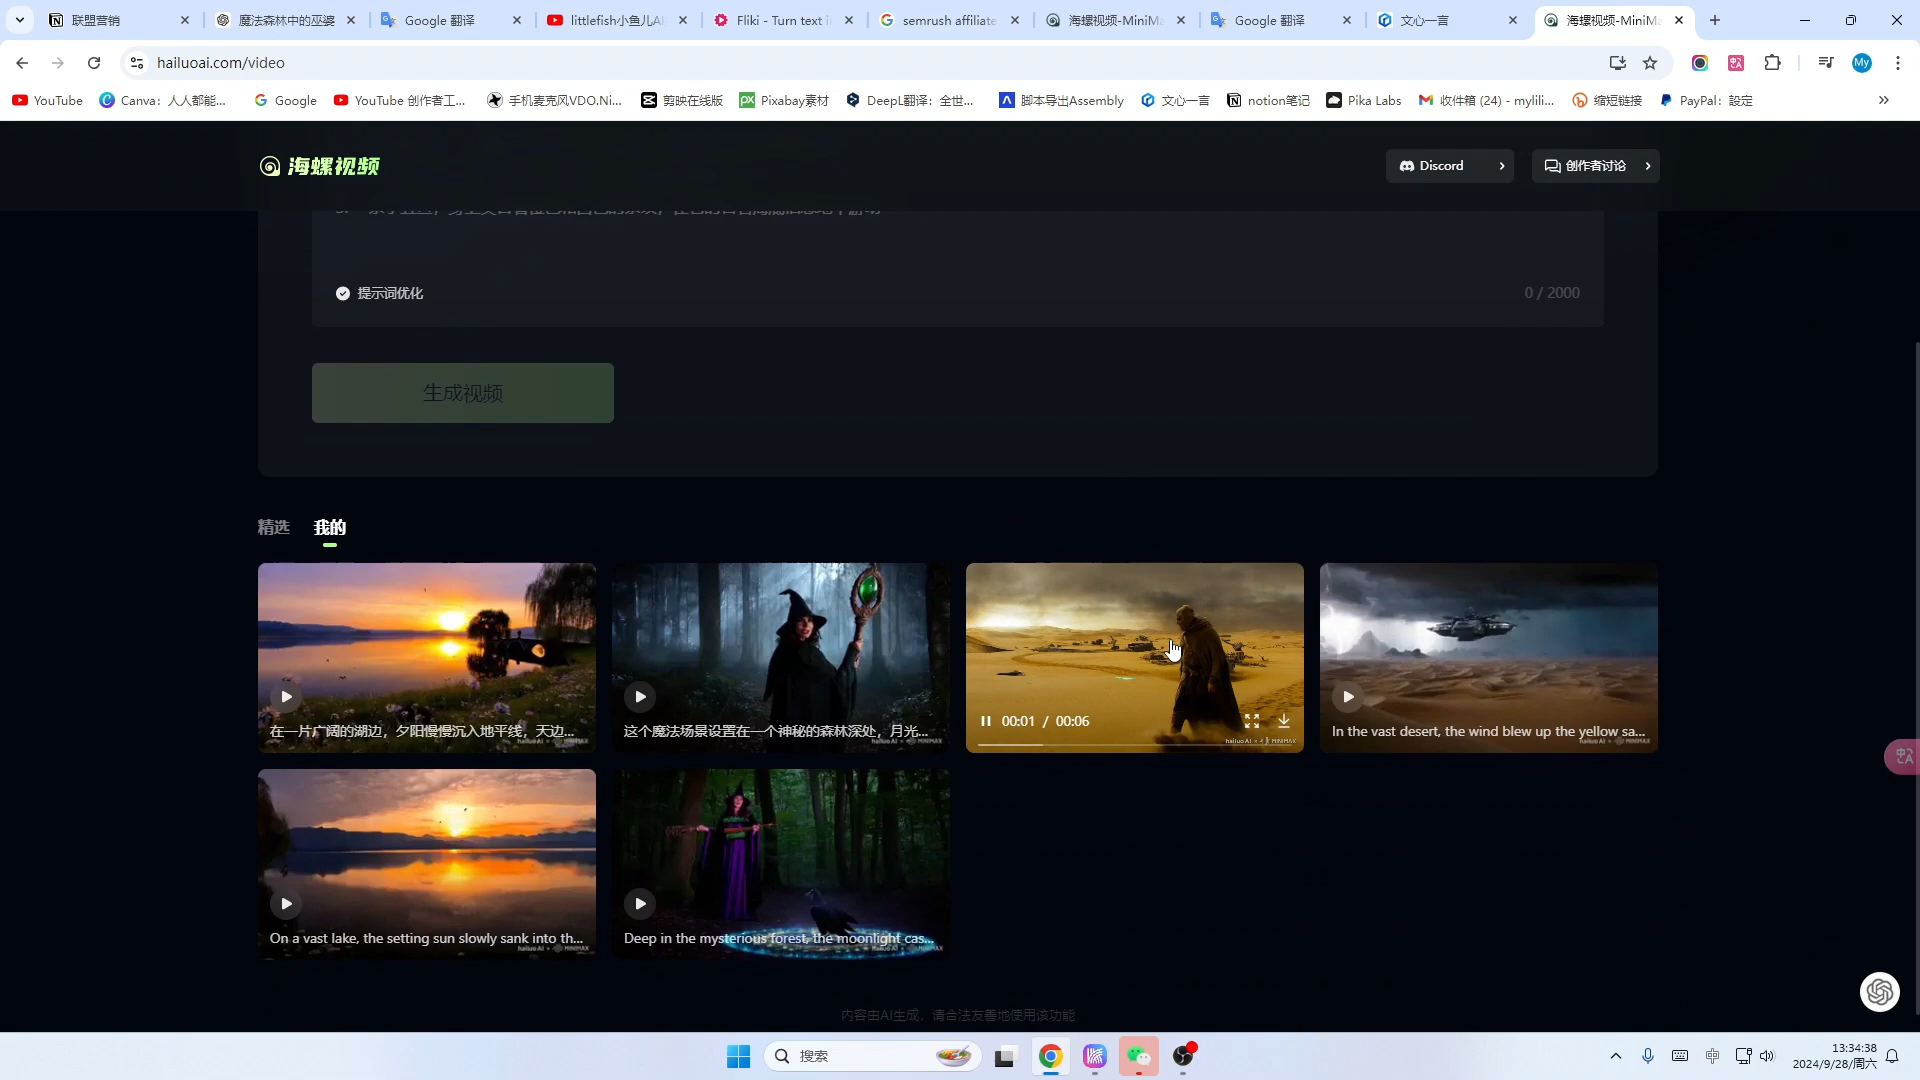 联盟营销
魔法森林中的巫婆
Google 翻译
littlefish小鱼儿AI
Fliki - Turn text i
semrush affiliate
海螺视频-MiniMa
Google 翻译
文心一言
海螺视频-MiniMa
hailuoai.com/video
My
YouTube
Canva：人人都能...
Google
YouTube 创作者工...
手机麦克风VDO.Ni...
剪映在线版
Pixabay素材
DeepL翻译：全世...
脚本导出Assembly
文心一言
notion笔记
Pika Labs
收件箱 (24) - mylili...
缩短链接
PayPal：設定
海螺视频
Discord
创作者讨论
提示词优化
0 / 2000
生成视频
精选
我的
在一片广阔的湖边，夕阳慢慢沉入地平线，天边...
这个魔法场景设置在一个神秘的森林深处，月光...
00:01 / 00:06
hailuo AI × MINIMAX
In the vast desert, the wind blew up the yellow sa...
On a vast lake, the setting sun slowly sank into th...
Deep in the mysterious forest, the moonlight cas...
内容由AI生成，请合法友善地使用该功能
搜索
中
13:34:38
2024/9/28/周六